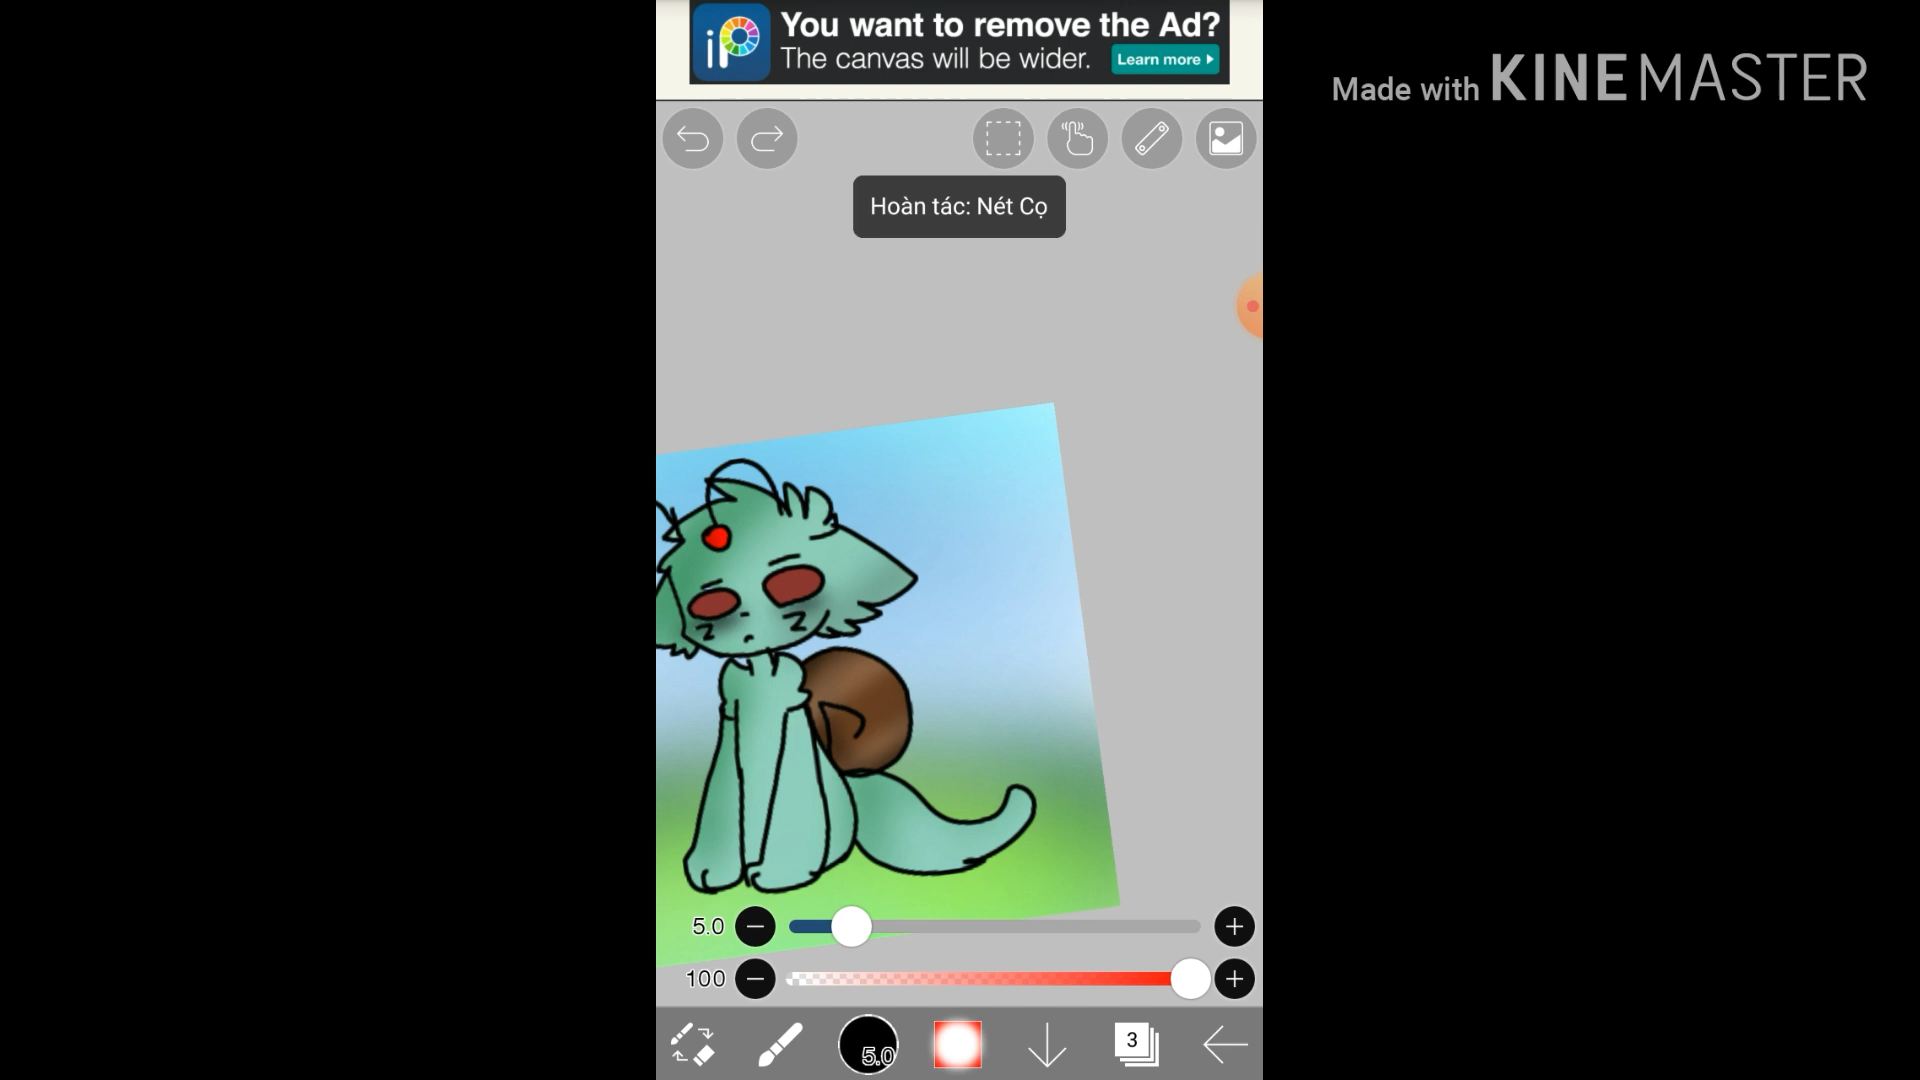 iP
You want to remove the Ad?
The canvas will be wider.
Learn more
Made with KINEMASTER
Hoàn tác: Nét Cọ
5.0
100
5.0
3